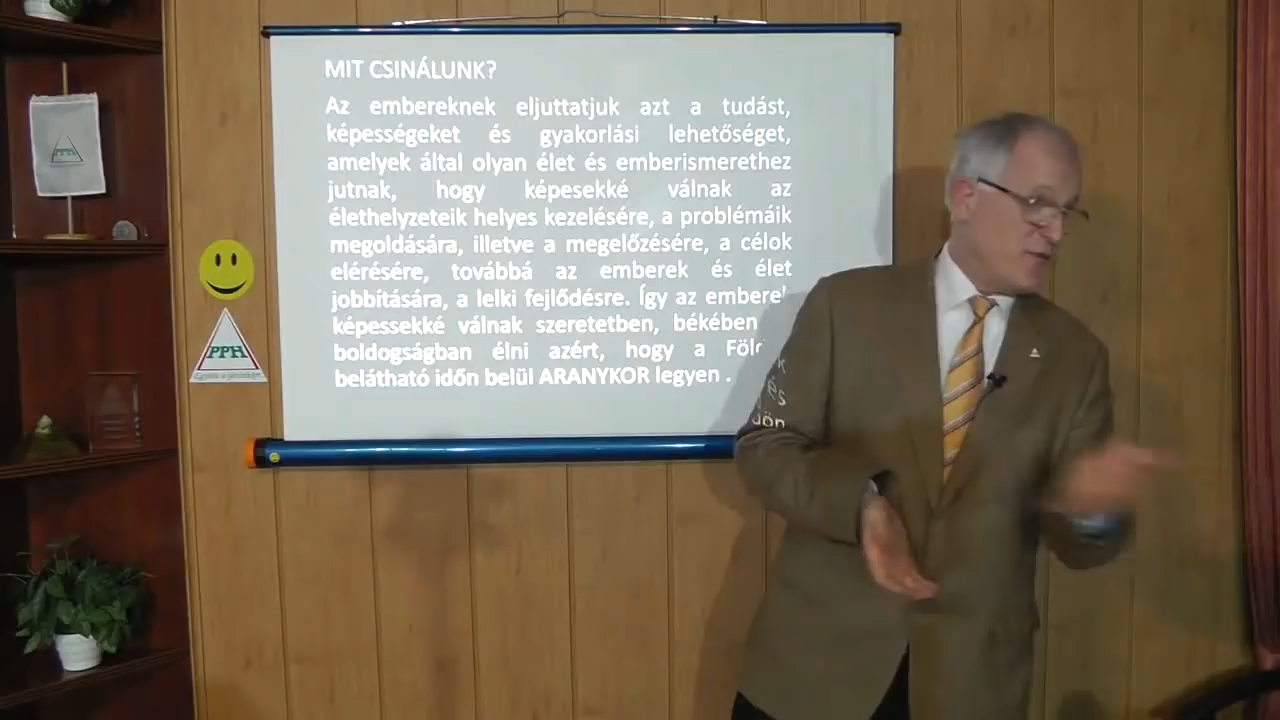 MIT CSINÁLUNK?
Az embereknek eljuttatjuk azt a tudást,
képességeket és gyakorlási lehetőséget,
amelyek által olyan élet és emberismerethez
jutnak, hogy képesekké válnak az
élethelyzeteik helyes kezelésére, a problémáik
megoldására, illetve a megelőzésére, a célok
elérésére, továbbá az emberek és élet
jobbítására, a lelki fejlődésre. Így az embere
képessekké válnak szeretetben, békében
boldogságban élni azért, hogy a Föl
belátható időn belül ARANYKOR legyen .
k
és
dön
PPH